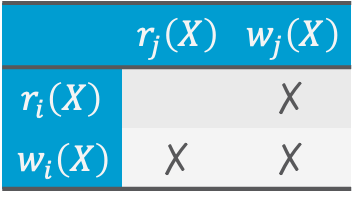 r_j(X) w_j(X)
r_i(X) ✗
w_i(X) ✗ ✗